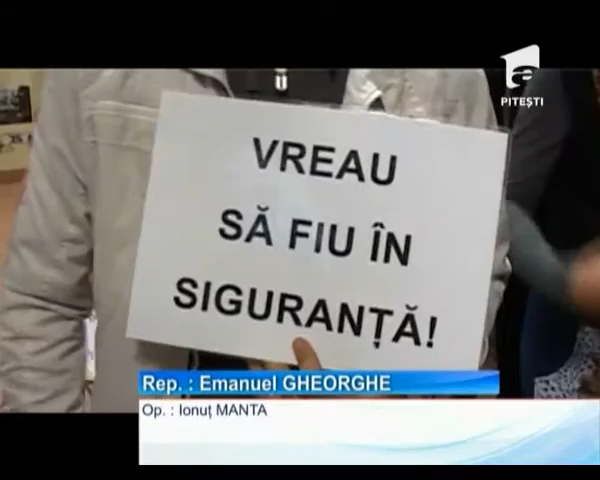 PITEȘTI
VREAU
SĂ FIU ÎN
SIGURANȚĂ!
Rep. : Emanuel GHEORGHE
Op. : Ionuț MANTA